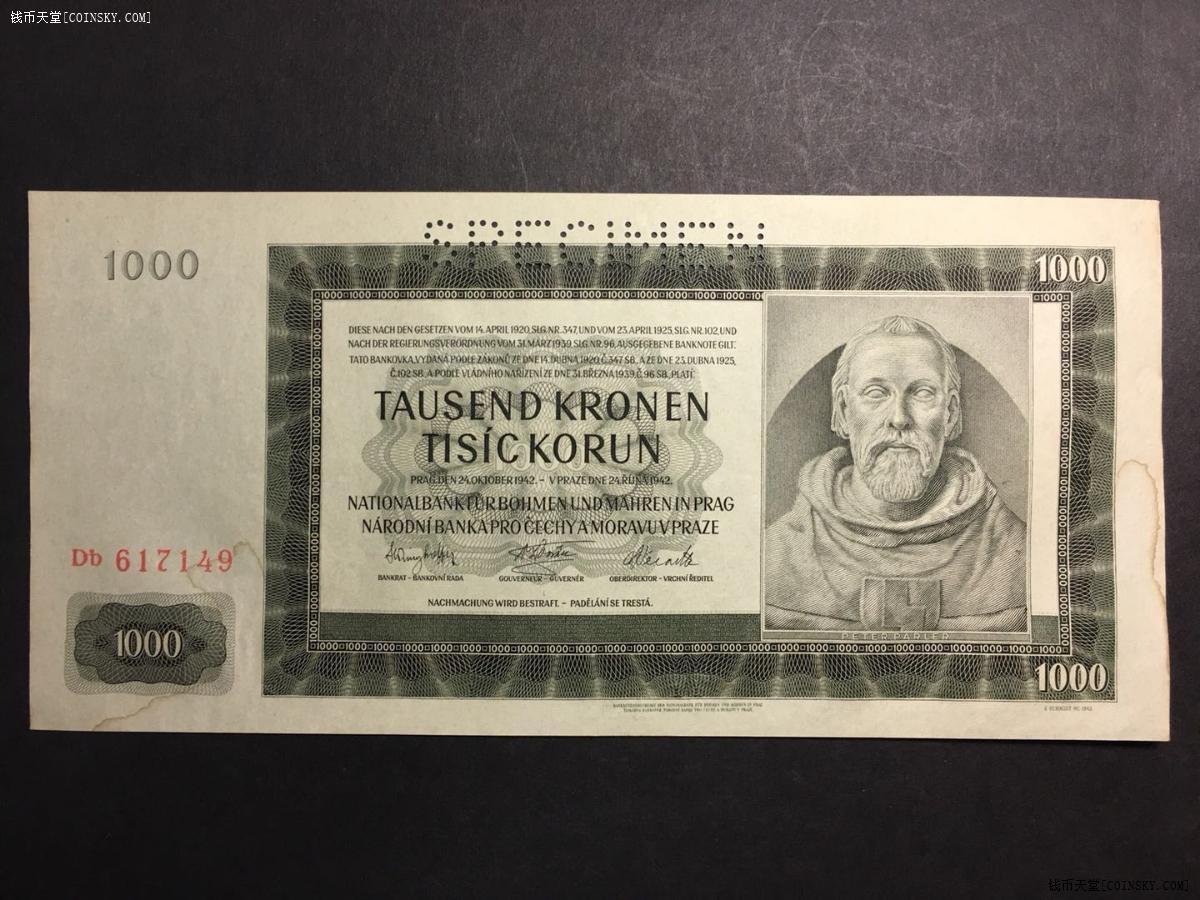 钱币天堂[COINSKY.COM]
SPECIMEN
1000
1000
DIESE NACH DEN GESETZEN VOM 14. APRIL 1920, SLG. NR. 347, UND VOM 23. APRIL 1925, SLG. NR. 102, UND
NACH DER REGIERUNGSVERORDNUNG VOM 31. MÄRZ 1939, SLG. NR. 96, AUSGEGEBENE BANKNOTE GILT.
TATO BANKOVKA, VYDANÁ PODLE ZÁKONŮ ZE DNE 14. DUBNA 1920, Č. 347 SB., A ZE DNE 23. DUBNA 1925,
Č. 192 SB., A PODLE VLÁDNÍHO NAŘÍZENÍ ZE DNE 31. BŘEZNA 1939, Č. 96 SB., PLATÍ:
TAUSEND KRONEN
TISÍC KORUN
PRAG, DEN 24. OKTOBER 1942. – V PRAZE DNE 24. ŘÍJNA 1942.
NATIONALBANK FÜR BÖHMEN UND MÄHREN IN PRAG
NÁRODNÍ BANKA PRO ČECHY A MORAVU V PRAZE
Db 617149
BANKRAT – BANKOVNÍ RADA
GOUVERNEUR – GUVERNÉR
OBERDIREKTOR – VRCHNÍ ŘEDITEL
NACHMACHUNG WIRD BESTRAFT. – PADĚLÁNÍ SE TRESTÁ.
1000
PETER PARLER
1000
钱币天堂[COINSKY.COM]